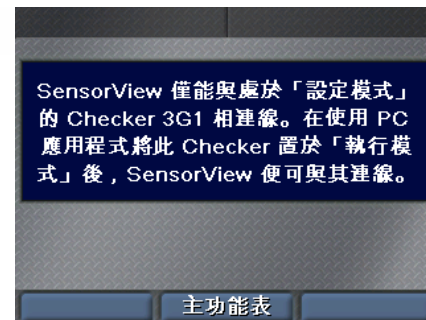 SensorView 僅能與處於「設定模式」
的 Checker 3G1 相連線。在使用 PC
應用程式將此 Checker 置於「執行模
式」後，SensorView 便可與其連線。
主功能表